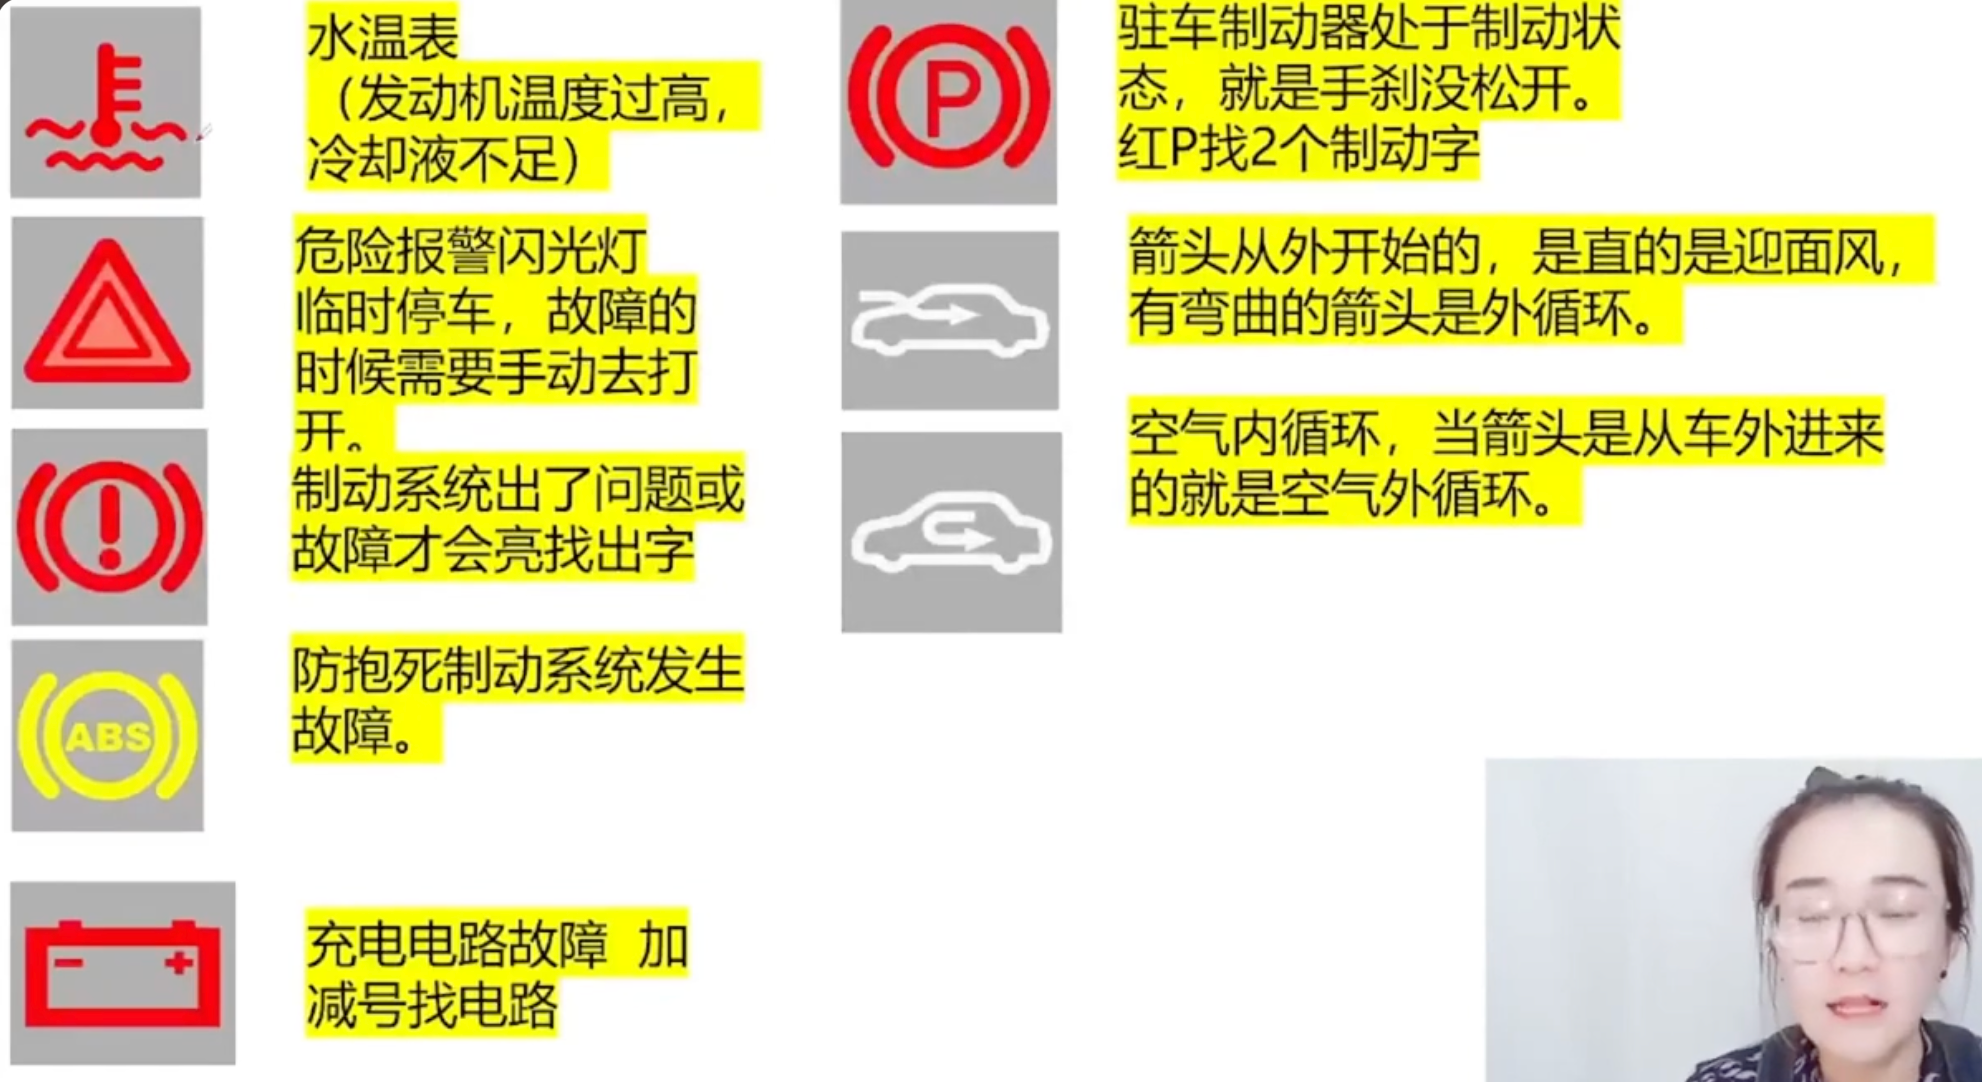 水温表
（发动机温度过高，
冷却液不足）
危险报警闪光灯
临时停车，故障的
时候需要手动去打
开。
制动系统出了问题或
故障才会亮找出字
ABS
防抱死制动系统发生
故障。
- +
充电电路故障 加
减号找电路
P
驻车制动器处于制动状
态，就是手刹没松开。
红P找2个制动字
箭头从外开始的，是直的是迎面风，
有弯曲的箭头是外循环。
空气内循环，当箭头是从车外进来
的就是空气外循环。